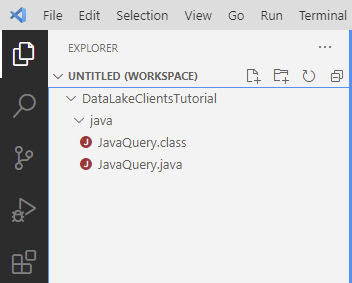 File Edit Selection View Go Run Terminal
EXPLORER
UNTITLED (WORKSPACE)
DataLakeClientsTutorial
java
J JavaQuery.class
J JavaQuery.java